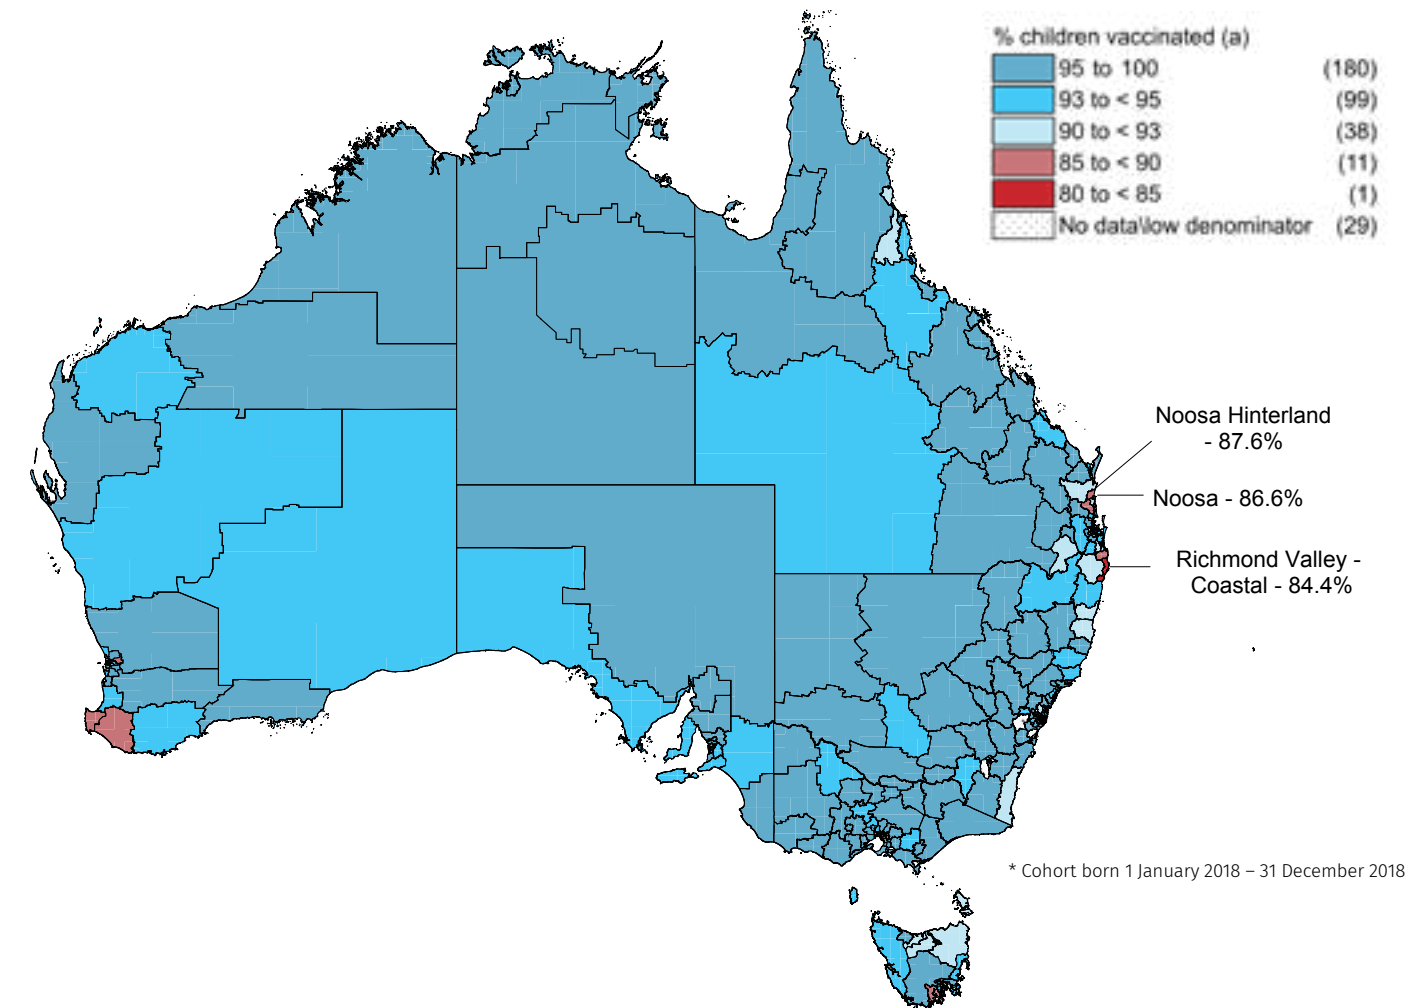 % children vaccinated (a)
95 to 100 (180)
93 to < 95 (99)
90 to < 93 (38)
85 to < 90 (11)
80 to < 85 (1)
No data\low denominator (29)
Noosa Hinterland
- 87.6%
Noosa - 86.6%
Richmond Valley -
Coastal - 84.4%
* Cohort born 1 January 2018 – 31 December 2018